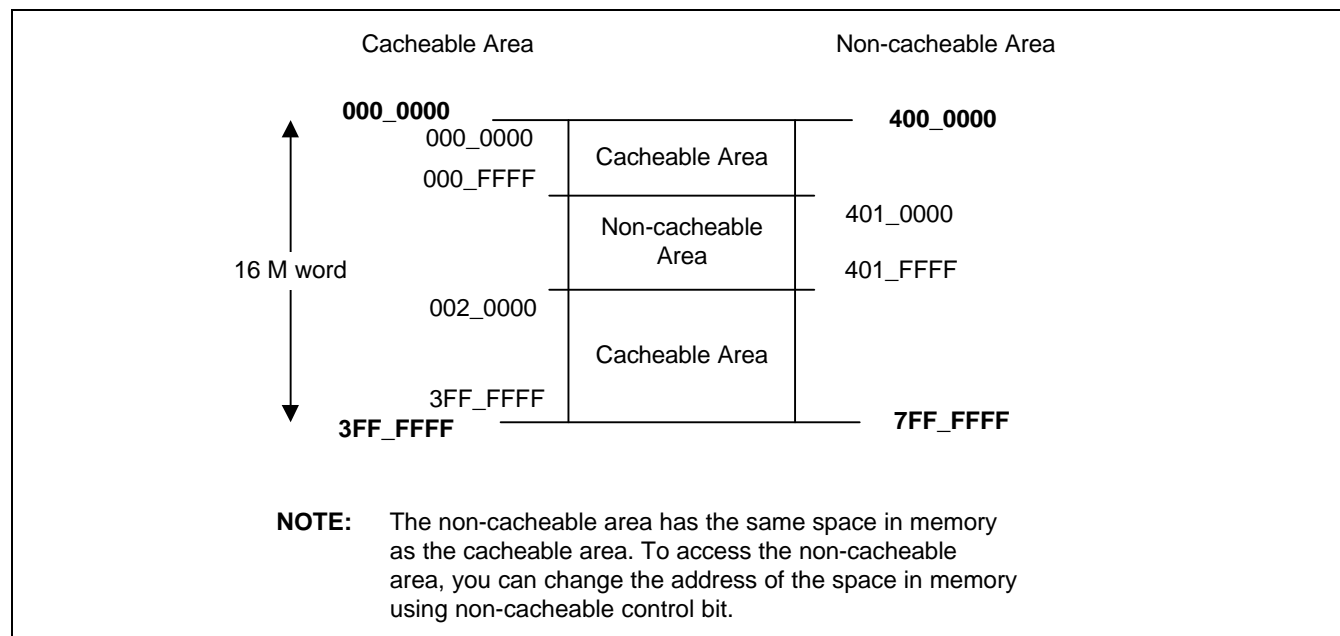 Cacheable Area
Non-cacheable Area
000_0000
400_0000
000_0000
Cacheable Area
000_FFFF
Non-cacheable
Area
401_0000
401_FFFF
16 M word
002_0000
Cacheable Area
3FF_FFFF
3FF_FFFF
7FF_FFFF
NOTE: The non-cacheable area has the same space in memory
as the cacheable area. To access the non-cacheable
area, you can change the address of the space in memory
using non-cacheable control bit.